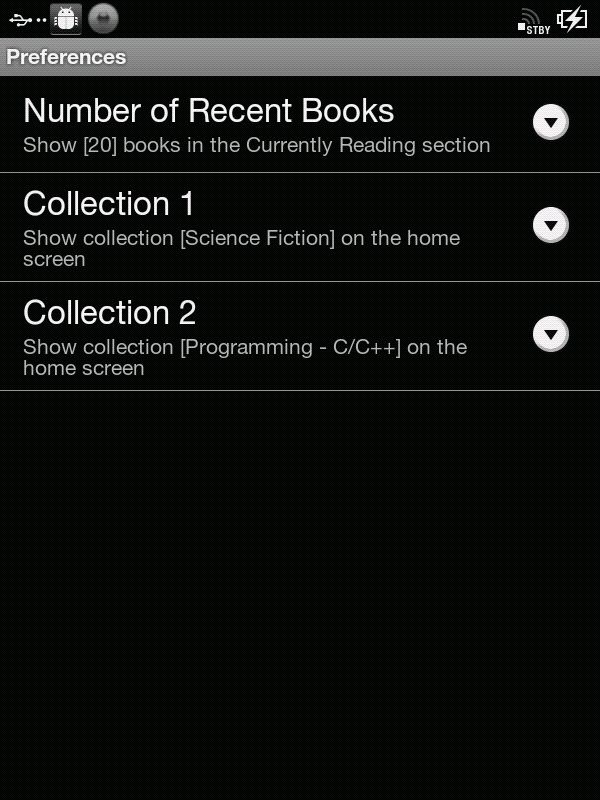 STBY
Preferences
Number of Recent Books
Show [20] books in the Currently Reading section
Collection 1
Show collection [Science Fiction] on the home
screen
Collection 2
Show collection [Programming - C/C++] on the
home screen